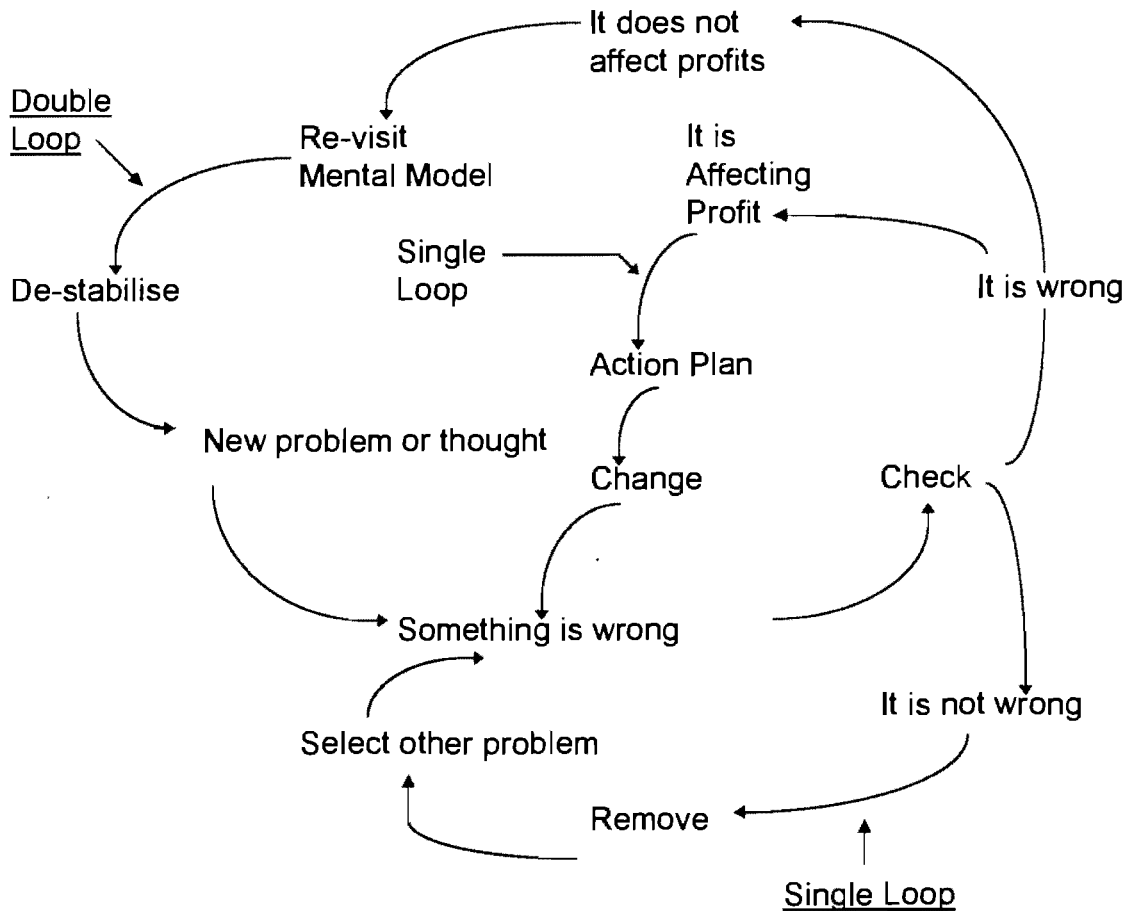 It does not
affect profits
Double
Loop
Re-visit
Mental Model
It is
Affecting
Profit
Single
Loop
De-stabilise
It is wrong
Action Plan
New problem or thought
Change
Check
Something is wrong
It is not wrong
Select other problem
Remove
Single Loop